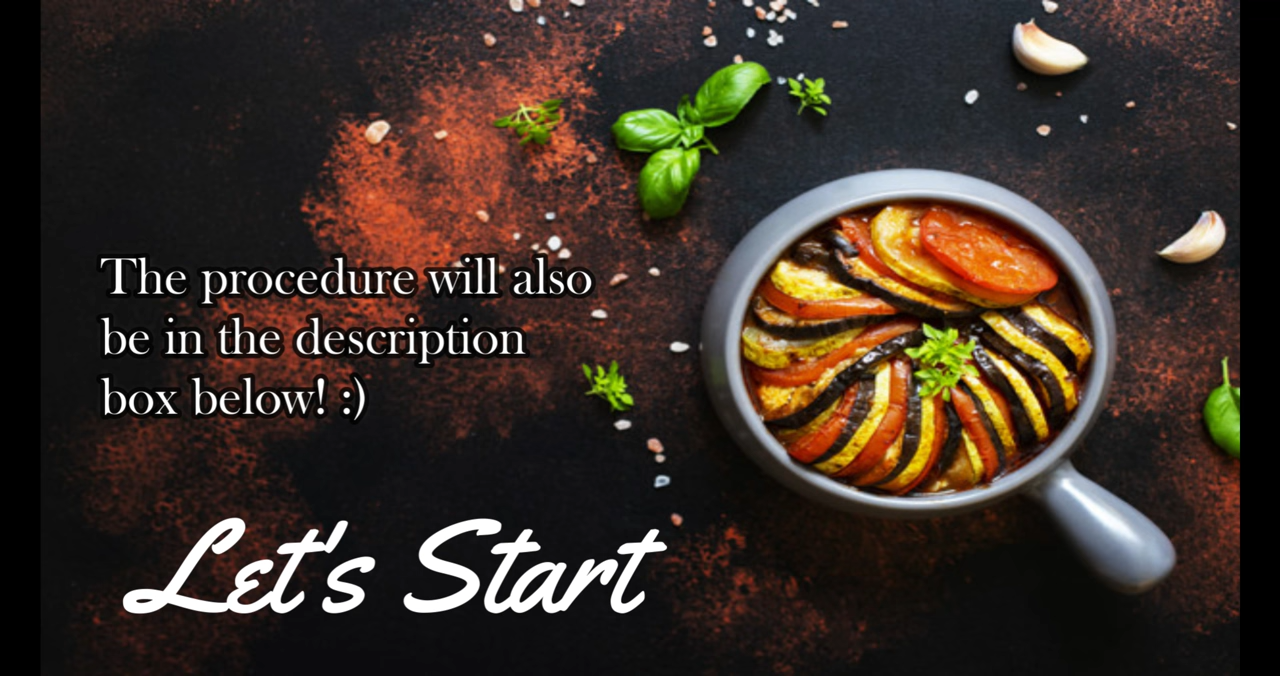 The procedure will also
be in the description
box below! :)
Let's Start